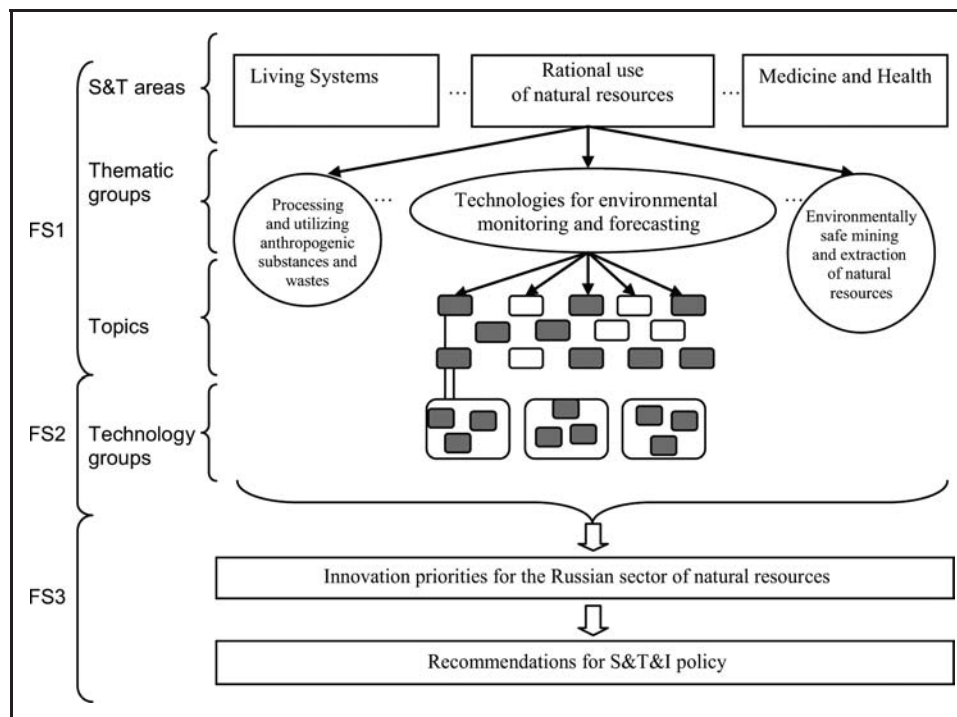 S&T areas
Living Systems
...
Rational use
of natural resources
...
Medicine and Health
FS1
Thematic
groups
Processing
and utilizing
anthropogenic
substances and
wastes
...
Technologies for environmental
monitoring and forecasting
...
Environmentally
safe mining
and extraction
of natural
resources
Topics
FS2
Technology
groups
FS3
Innovation priorities for the Russian sector of natural resources
Recommendations for S&T&I policy